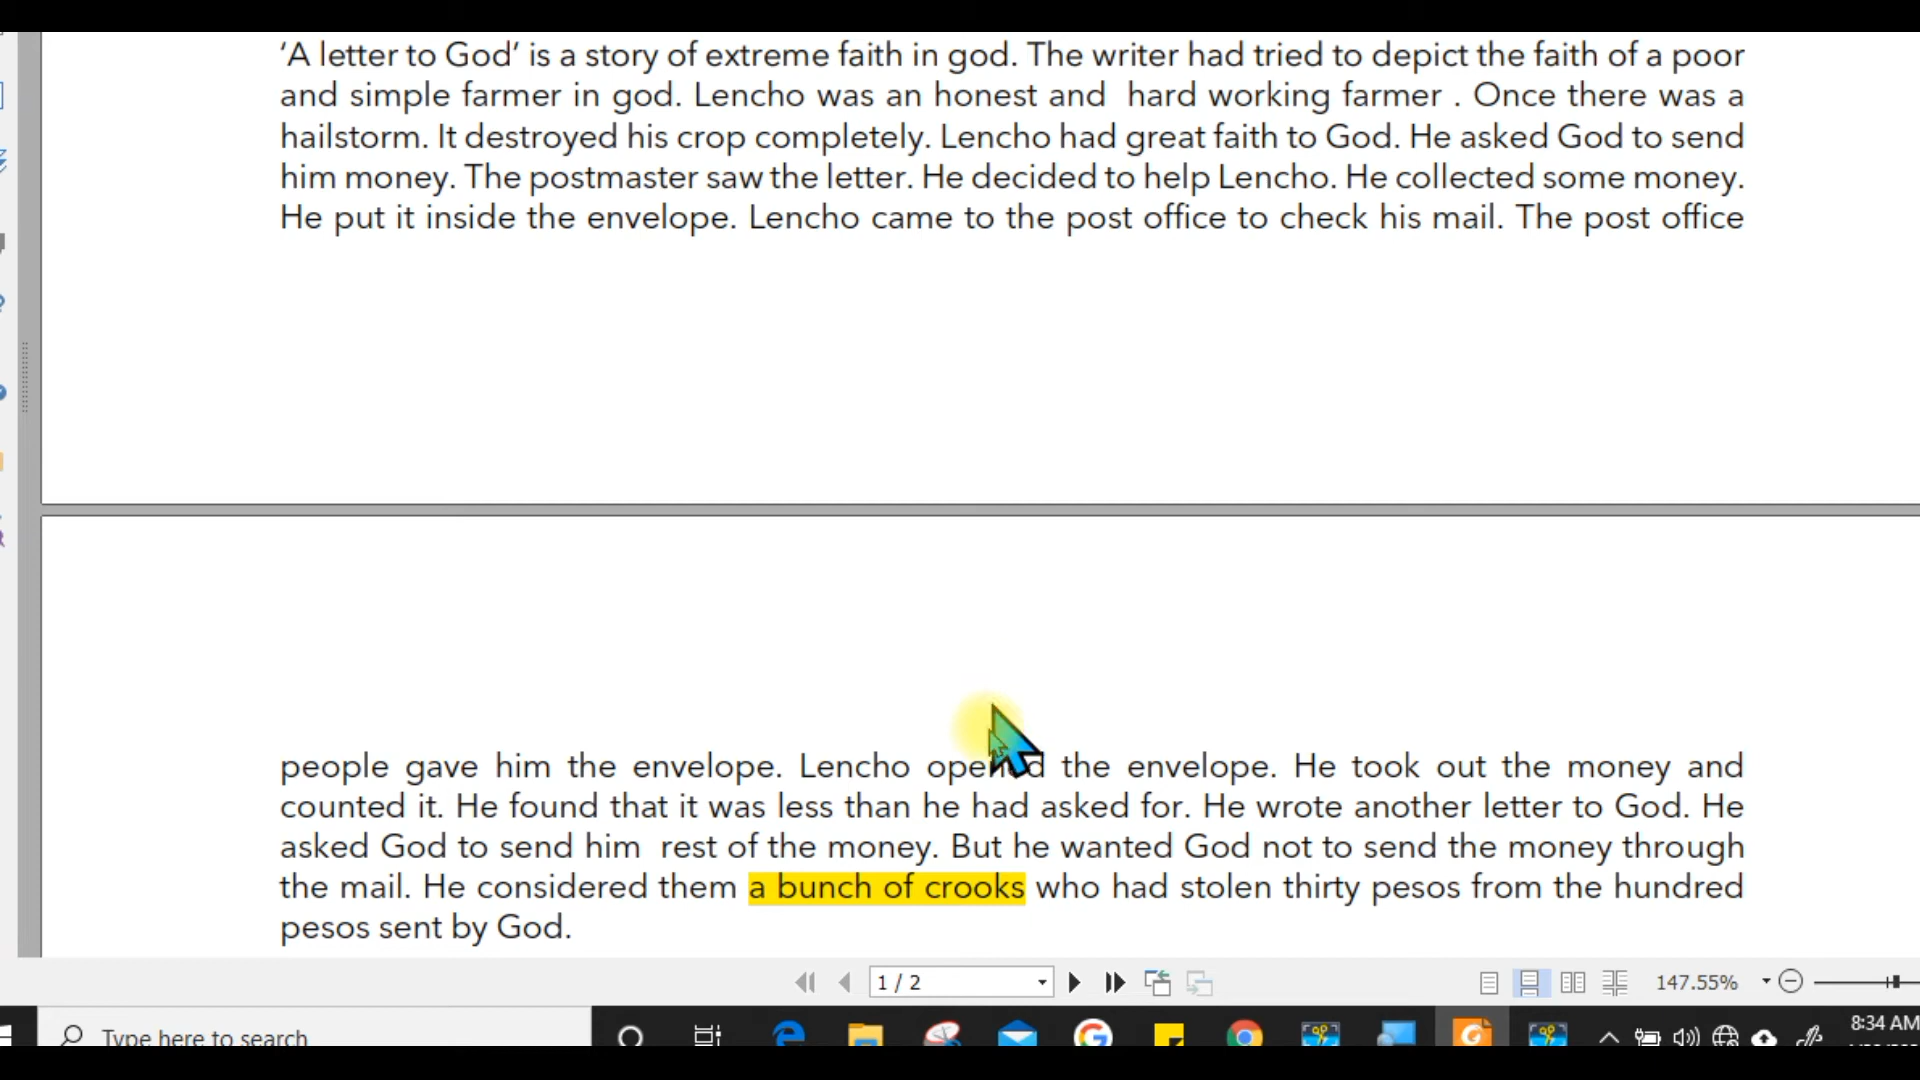 ‘A letter to God’ is a story of extreme faith in god. The writer had tried to depict the faith of a poor
and simple farmer in god. Lencho was an honest and  hard working farmer . Once there was a
hailstorm. It destroyed his crop completely. Lencho had great faith to God. He asked God to send
him money. The postmaster saw the letter. He decided to help Lencho. He collected some money.
He put it inside the envelope. Lencho came to the post office to check his mail. The post office
people gave him the envelope. Lencho opened the envelope. He took out the money and
counted it. He found that it was less than he had asked for. He wrote another letter to God. He
asked God to send him  rest of the money. But he wanted God not to send the money through
the mail. He considered them a bunch of crooks who had stolen thirty pesos from the hundred
pesos sent by God.
1 / 2
147.55%
Type here to search
8:34 AM